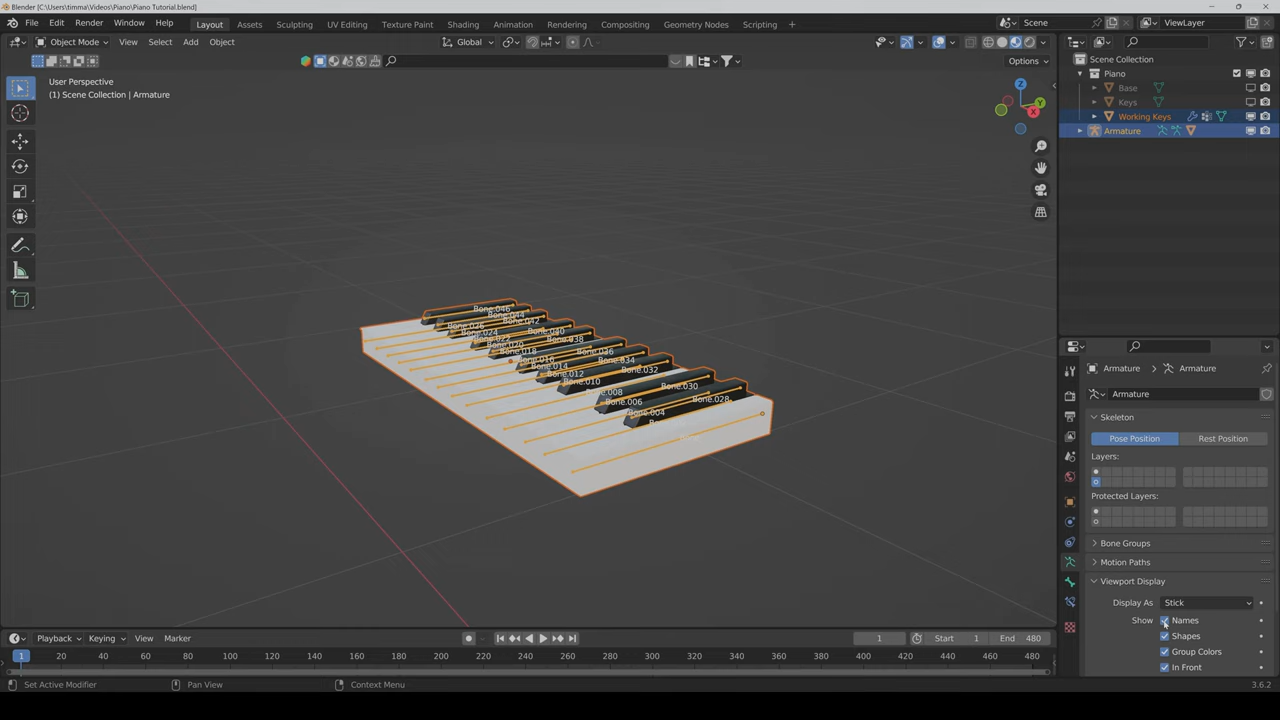 Blender [C:\Users\timma\Videos\Piano\Piano Tutorial.blend]
File Edit Render Window Help Layout Modeling Sculpting UV Editing Texture Paint Shading Animation Rendering Compositing Geometry Nodes Scripting + Scene ViewLayer
Object Mode View Select Add Object Global
Options
User Perspective
(1) Scene Collection | Armature
Z
Y
X
Scene Collection
Piano
Base
Keys
Working Keys
Armature
Bone.046
Bone.044
Bone.042
Bone.040
Bone.038
Bone.036
Bone.034
Bone.032
Bone.030
Bone.028
Bone.026
Bone.024
Bone.022
Bone.020
Bone.018
Bone.016
Bone.014
Bone.012
Bone.010
Bone.008
Bone.006
Bone.004
Armature Armature
Armature
Skeleton
Pose Position Rest Position
Layers:
Protected Layers:
Bone Groups
Motion Paths
Viewport Display
Display As Stick
Show Names
Shapes
Group Colors
In Front
Playback Keying View Marker 1 Start 1 End 480
1 20 40 60 80 100 120 140 160 180 200 220 240 260 280 300 320 340 360 380 400 420 440 460 480
Set Active Modifier Pan View Context Menu 3.6.2